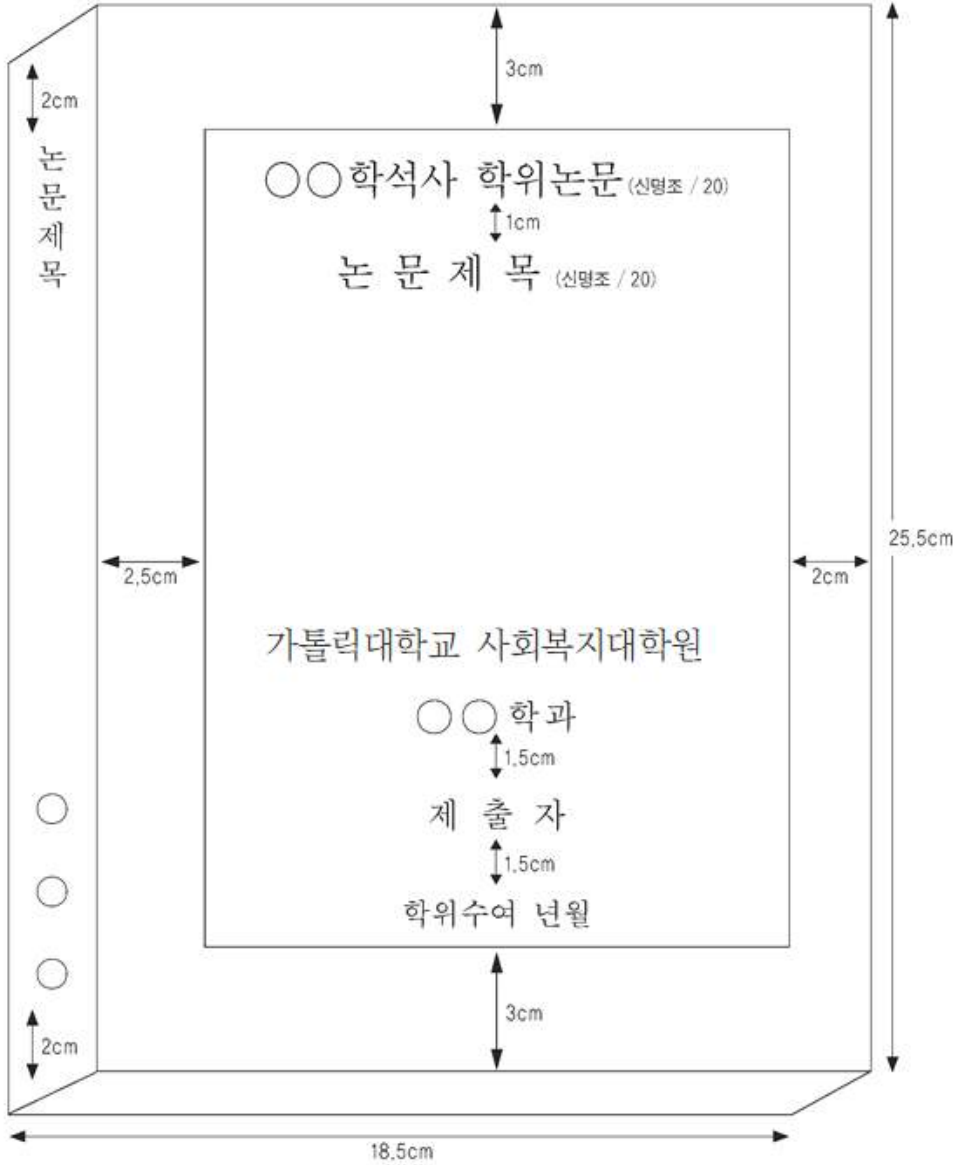 3cm
2cm
논
문
제
목
○○학석사 학위논문(신명조 / 20)
1cm
논 문 제 목 (신명조 / 20)
25.5cm
2.5cm
2cm
가톨릭대학교 사회복지대학원
○○학과
1.5cm
제 출 자
1.5cm
학위수여 년월
○
○
○
2cm
3cm
18.5cm